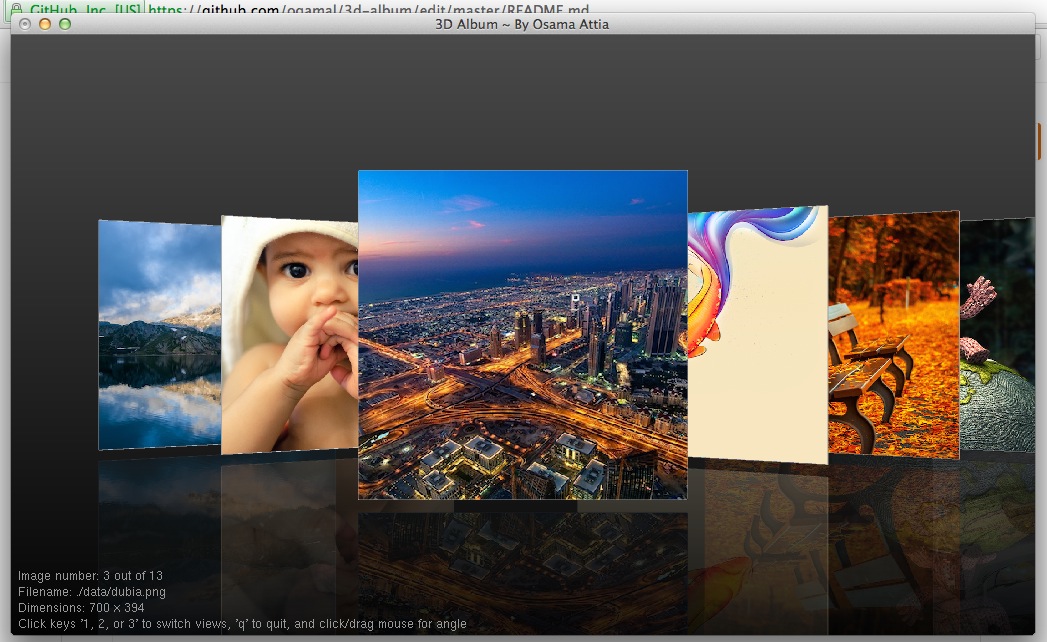 GitHub, Inc. [US] https://github.com/ogamal/3d-album/edit/master/README.md
3D Album ~ By Osama Attia
Image number: 3 out of 13
Filename: ./data/dubia.png
Dimensions: 700 x 394
Click keys '1, 2, or 3' to switch views, 'q' to quit, and click/drag mouse for angle